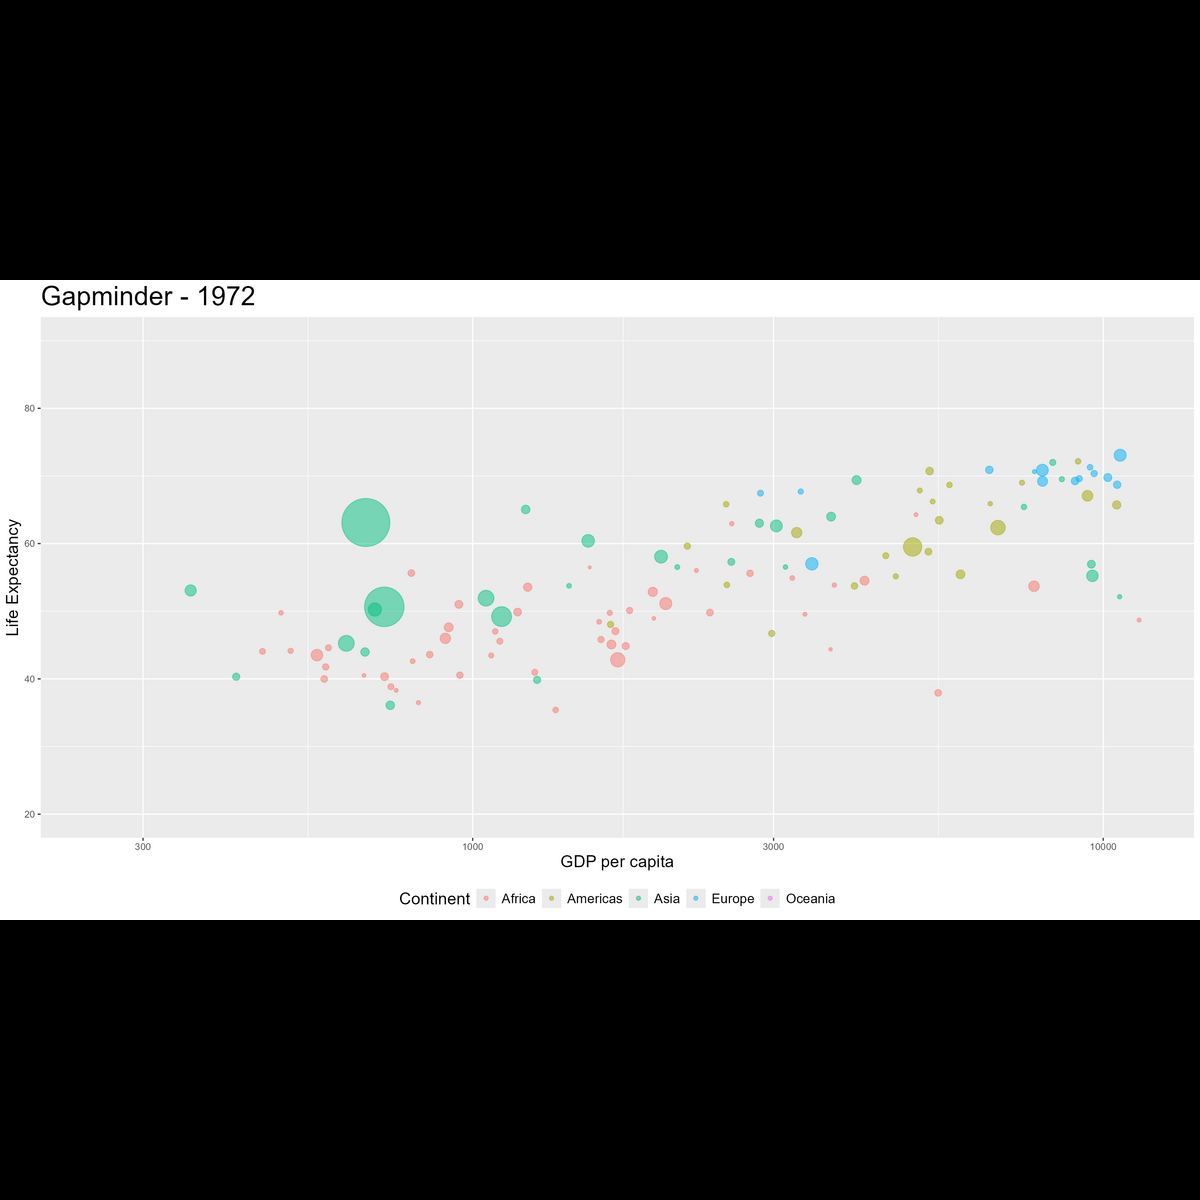 Gapminder - 1972
80
60
40
20
Life Expectancy
300 1000 3000 10000
GDP per capita
Continent Africa Americas Asia Europe Oceania